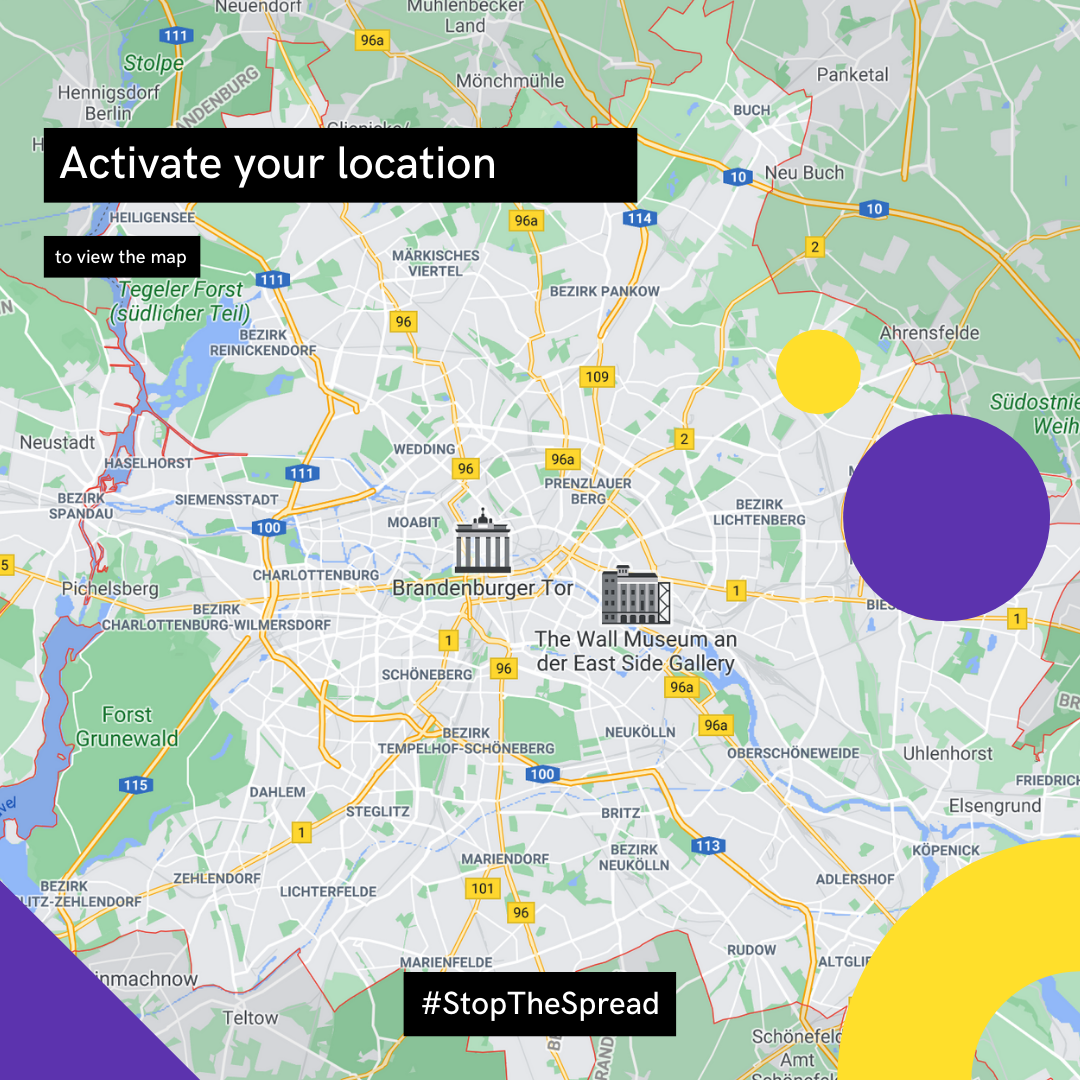 Neuendorf
Mühlenbecker
Land
111
96a
Stolpe
Mönchmühle
Panketal
Hennigsdorf
Berlin
BUCH
Activate your location
10
Neu Buch
10
HEILIGENSEE
96a
114
to view the map
2
MÄRKISCHES
VIERTEL
111
Tegeler Forst
(südlicher Teil)
BEZIRK PANKOW
96
BEZIRK
REINICKENDORF
Ahrensfelde
109
Neustadt
2
WEDDING
HASELHORST
96
96a
111
PRENZLAUER
BERG
BEZIRK
SPANDAU
SIEMENSSTADT
BEZIRK
LICHTENBERG
100
MOABIT
5
CHARLOTTENBURG
Pichelsberg
Brandenburger Tor
1
BEZIRK
CHARLOTTENBURG-WILMERSDORF
1
1
The Wall Museum an
der East Side Gallery
96
SCHÖNEBERG
96a
Forst
Grunewald
96a
BEZIRK
TEMPELHOF-SCHÖNEBERG
NEUKÖLLN
OBERSCHÖNEWEIDE
Uhlenhorst
100
115
FRIEDRICH
DAHLEM
Elsengrund
STEGLITZ
BRITZ
1
113
KÖPENICK
MARIENDORF
BEZIRK
NEUKÖLLN
ZEHLENDORF
LICHTERFELDE
ADLERSHOF
BEZIRK
LITZ-ZEHLENDORF
101
96
RUDOW
MARIENFELDE
ALTGLI
inmachnow
#StopTheSpread
Teltow
Schönefeld
Amt